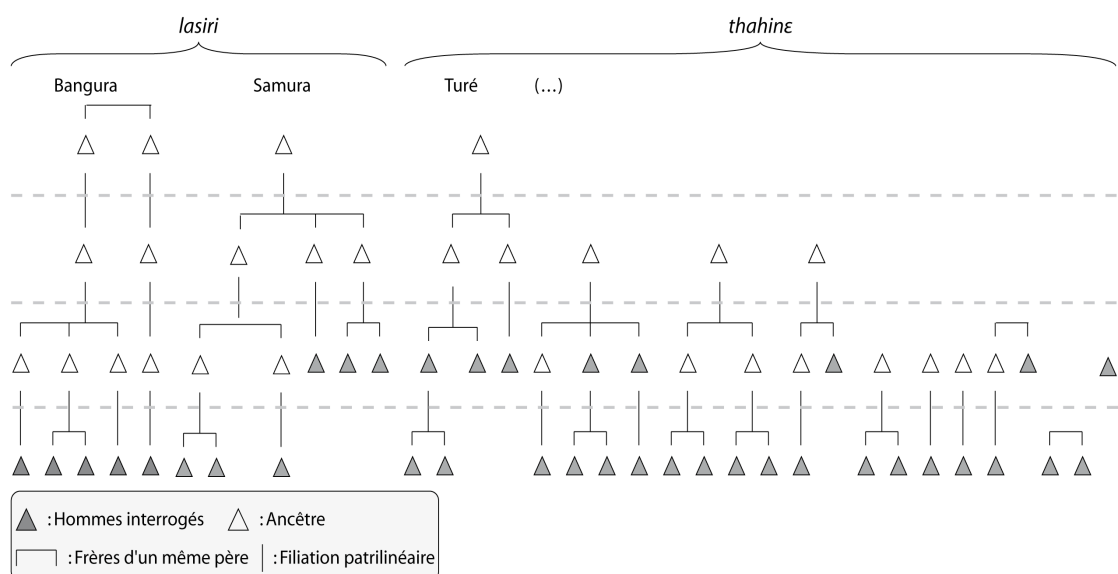 lasiri thahinɛ
Bangura Samura Turé (...)
: Hommes interrogés : Ancêtre
: Frères d'un même père : Filiation patrilinéaire